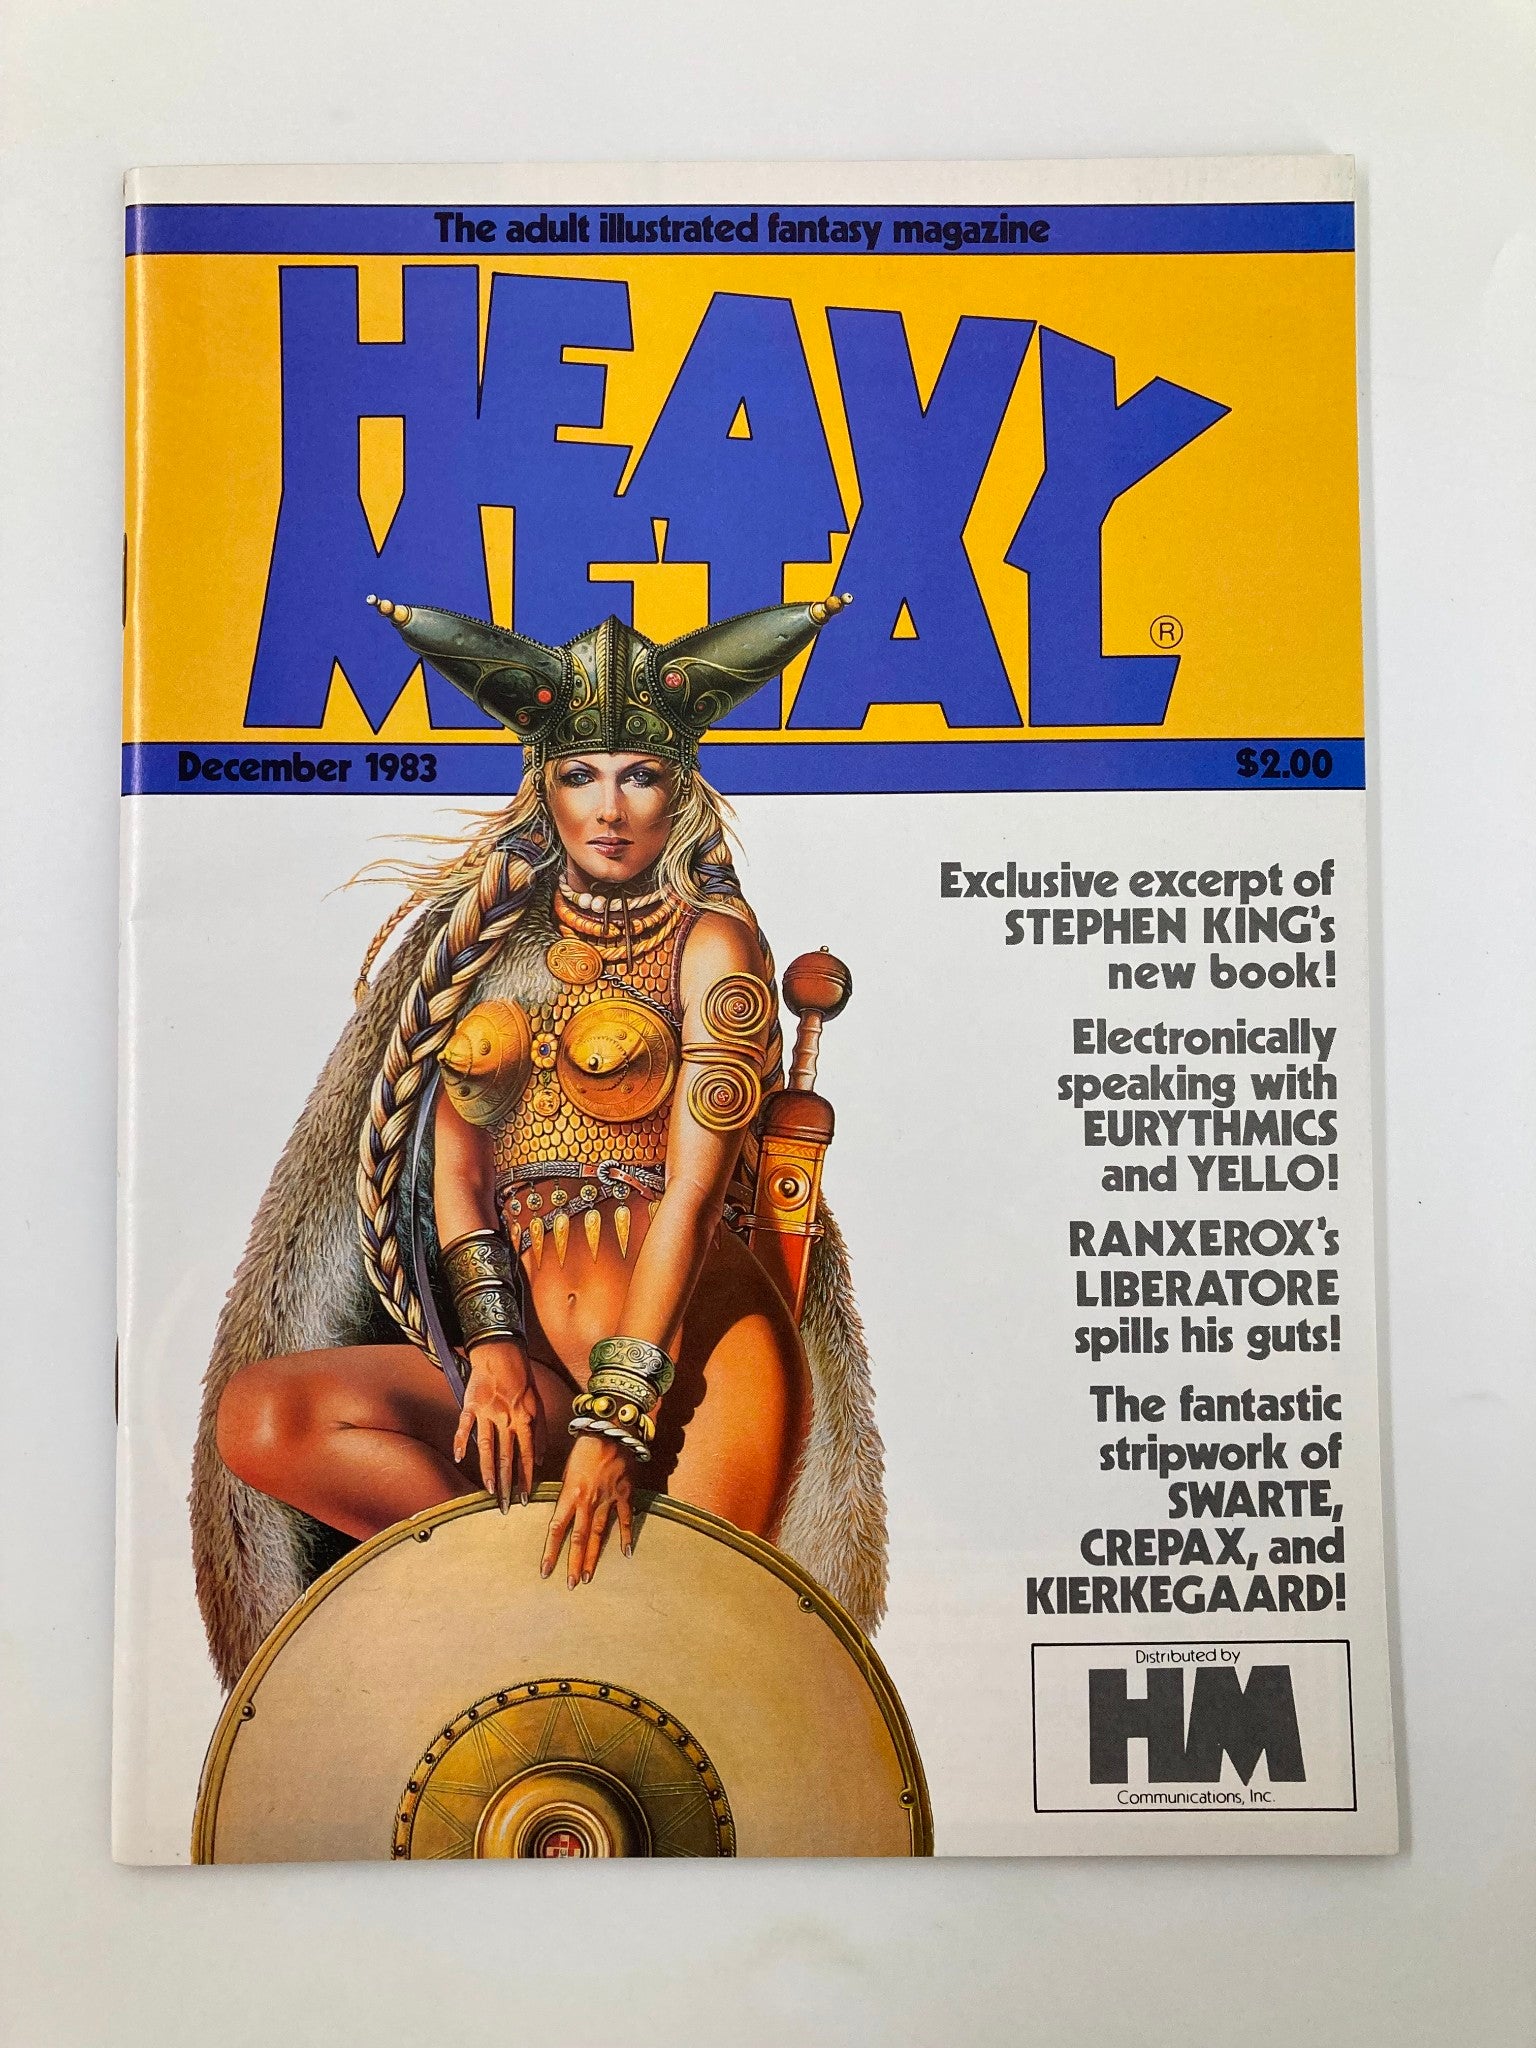 The adult illustrated fantasy magazine
HEAVY
METAL
®
December 1983
$2.00
Exclusive excerpt of
STEPHEN KING's
new book!
Electronically
speaking with
EURYTHMICS
and YELLO!
RANXEROX's
LIBERATORE
spills his guts!
The fantastic
stripwork of
SWARTE,
CREPAX, and
KIERKEGAARD!
Distributed by
HM
Communications, Inc.